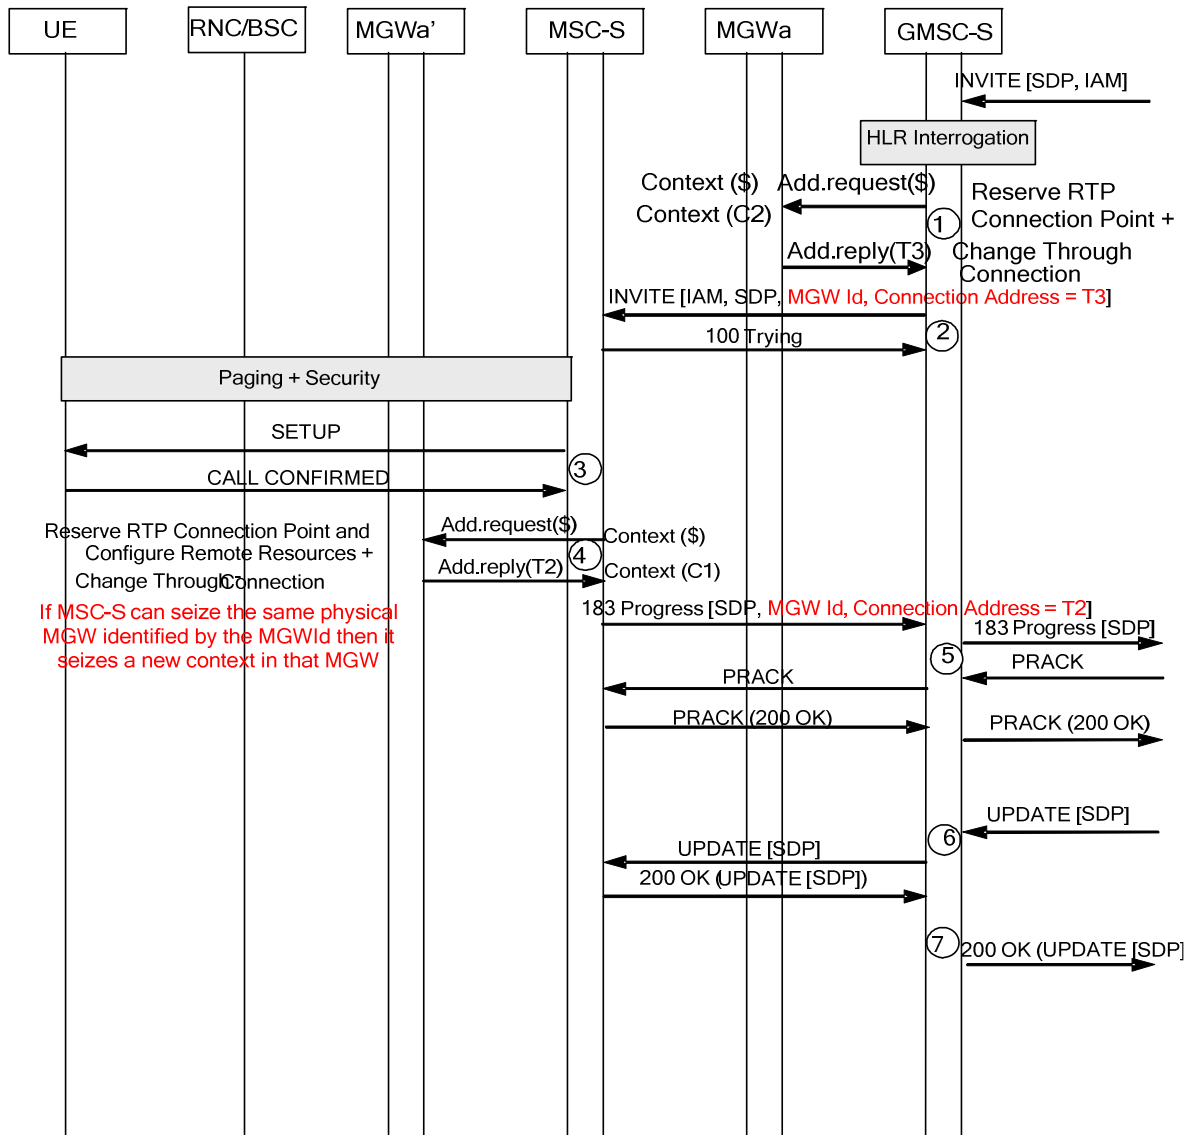 UE
RNC/BSC
MGWa’
MSC-S
MGWa
GMSC-S
INVITE [SDP, IAM]
HLR Interrogation
Context ($)
Add.request($)
Reserve RTP
Context (C2)
1
Connection Point +
Add.reply(T3)
Change Through
Connection
INVITE [IAM, SDP, MGW Id, Connection Address = T3]
2
100 Trying
Paging + Security
SETUP
3
CALL CONFIRMED
Add.request($)
Reserve RTP Connection Point and
Context ($)
Configure Remote Resources +
4
Add.reply(T2)
Context (C1)
Change Through-Connection
If MSC-S can seize the same physical
MGW identified by the MGWId then it
seizes a new context in that MGW
183 Progress [SDP, MGW Id, Connection Address = T2]
183 Progress [SDP]
5
PRACK
PRACK
PRACK (200 OK)
PRACK (200 OK)
UPDATE [SDP]
6
UPDATE [SDP]
200 OK (UPDATE [SDP])
7
200 OK (UPDATE [SDP]